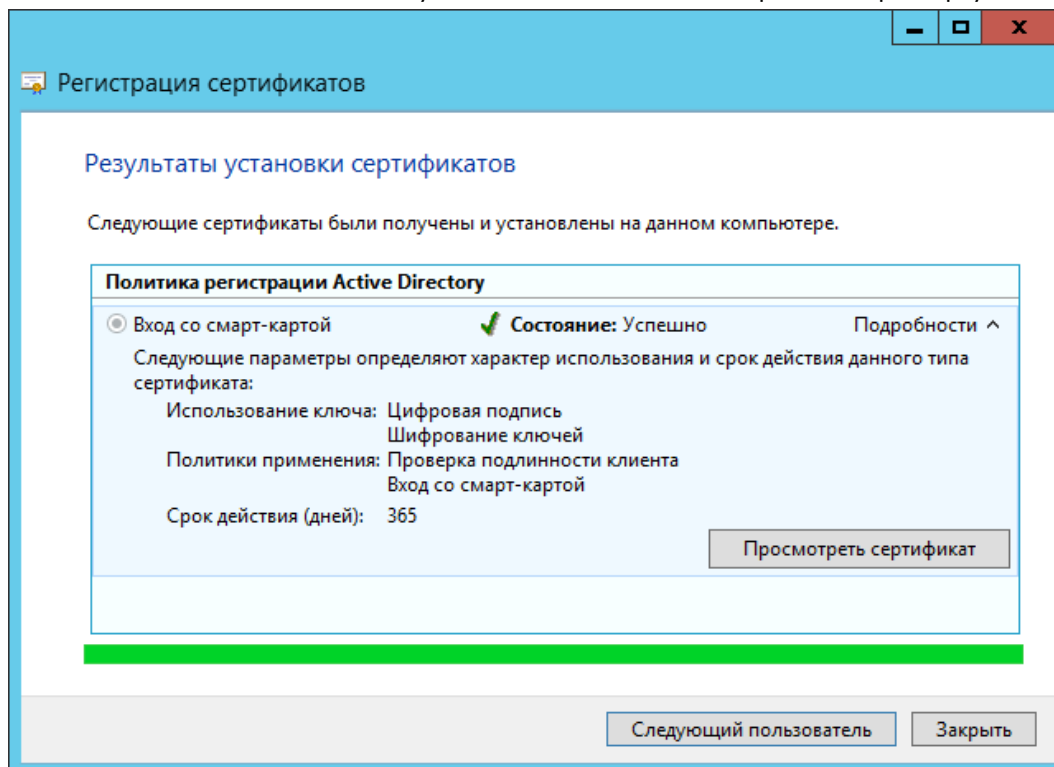 Регистрация сертификатов
Результаты установки сертификатов
Следующие сертификаты были получены и установлены на данном компьютере.
Политика регистрации Active Directory
Вход со смарт-картой Состояние: Успешно Подробности
Следующие параметры определяют характер использования и срок действия данного типа
сертификата:
Использование ключа: Цифровая подпись
Шифрование ключей
Политики применения: Проверка подлинности клиента
Вход со смарт-картой
Срок действия (дней): 365
Просмотреть сертификат
Следующий пользователь Закрыть